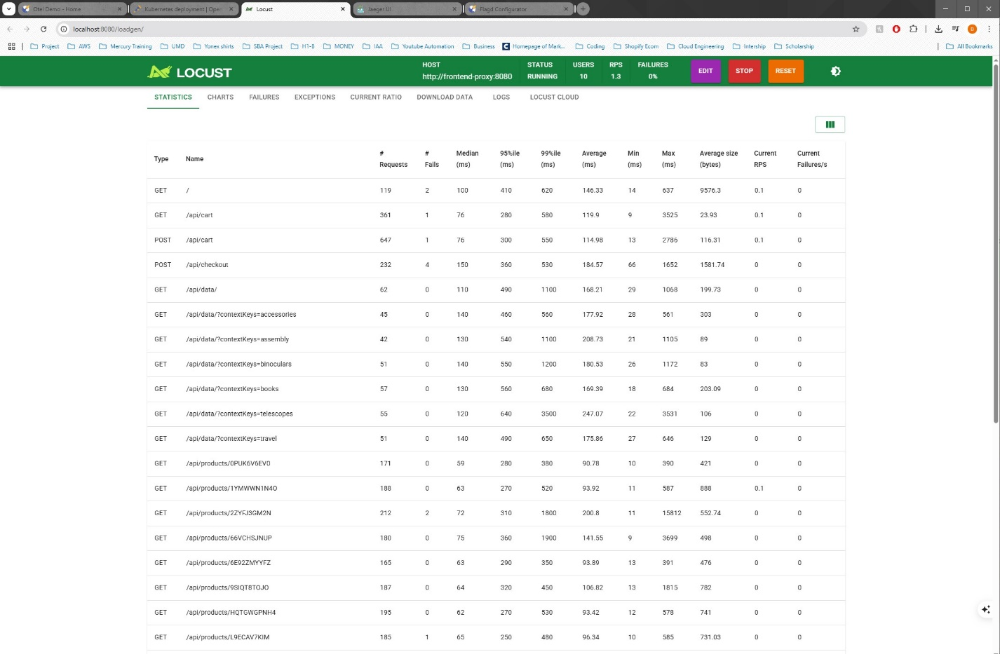 Otel Demo - Home
Kubernetes deployment | Open
Locust
Jaeger UI
Flagd Configurator
localhost:8080/loadgen/
Project AWS Mercury Training UMD Yonex shirts SBA Project H1-B MONEY IAA Youtube Automation Business Homepage of Mark... Coding Shopify Ecom Cloud Engineering Intership Scholarship All Bookmarks
LOCUST
HOST
http://frontend-proxy:8080
STATUS
RUNNING
USERS
10
RPS
1.3
FAILURES
0%
EDIT
STOP
RESET
STATISTICS CHARTS FAILURES EXCEPTIONS CURRENT RATIO DOWNLOAD DATA LOGS LOCUST CLOUD
Type Name # Requests # Fails Median (ms) 95%ile (ms) 99%ile (ms) Average (ms) Min (ms) Max (ms) Average size (bytes) Current RPS Current Failures/s
GET / 119 2 100 410 620 146.33 14 637 9576.3 0.1 0
GET /api/cart 361 1 76 280 580 119.9 9 3525 23.93 0.1 0
POST /api/cart 647 1 76 300 550 114.98 13 2786 116.31 0.1 0
POST /api/checkout 232 4 150 360 530 184.57 66 1652 1581.74 0 0
GET /api/data/ 62 0 110 490 1100 168.21 29 1068 199.73 0 0
GET /api/data/?contextKeys=accessories 45 0 140 460 560 177.92 28 561 303 0 0
GET /api/data/?contextKeys=assembly 42 0 130 540 1100 208.73 21 1105 89 0 0
GET /api/data/?contextKeys=binoculars 51 0 140 550 1200 180.53 26 1172 83 0 0
GET /api/data/?contextKeys=books 57 0 130 560 680 169.39 18 684 203.09 0 0
GET /api/data/?contextKeys=telescopes 55 0 120 640 3500 247.07 22 3531 106 0 0
GET /api/data/?contextKeys=travel 51 0 140 490 650 175.86 27 646 129 0 0
GET /api/products/0PUK6V6EV0 171 0 59 280 380 90.78 10 390 421 0 0
GET /api/products/1YMWWN1N4O 188 0 63 270 520 93.92 11 587 888 0.1 0
GET /api/products/2ZYFJ3GM2N 212 2 72 310 1800 200.8 11 15812 552.74 0 0
GET /api/products/66VCHSJNUP 180 0 75 360 1900 141.55 9 3699 498 0 0
GET /api/products/6E92ZMYYFZ 165 0 63 290 350 93.89 13 391 476 0 0
GET /api/products/9SIQT8TOJO 187 0 64 320 450 106.82 13 1815 782 0 0
GET /api/products/HQTGWGPNH4 195 0 62 270 530 93.42 12 578 741 0 0
GET /api/products/L9ECAV7KIM 185 1 65 250 480 96.34 10 585 731.03 0 0